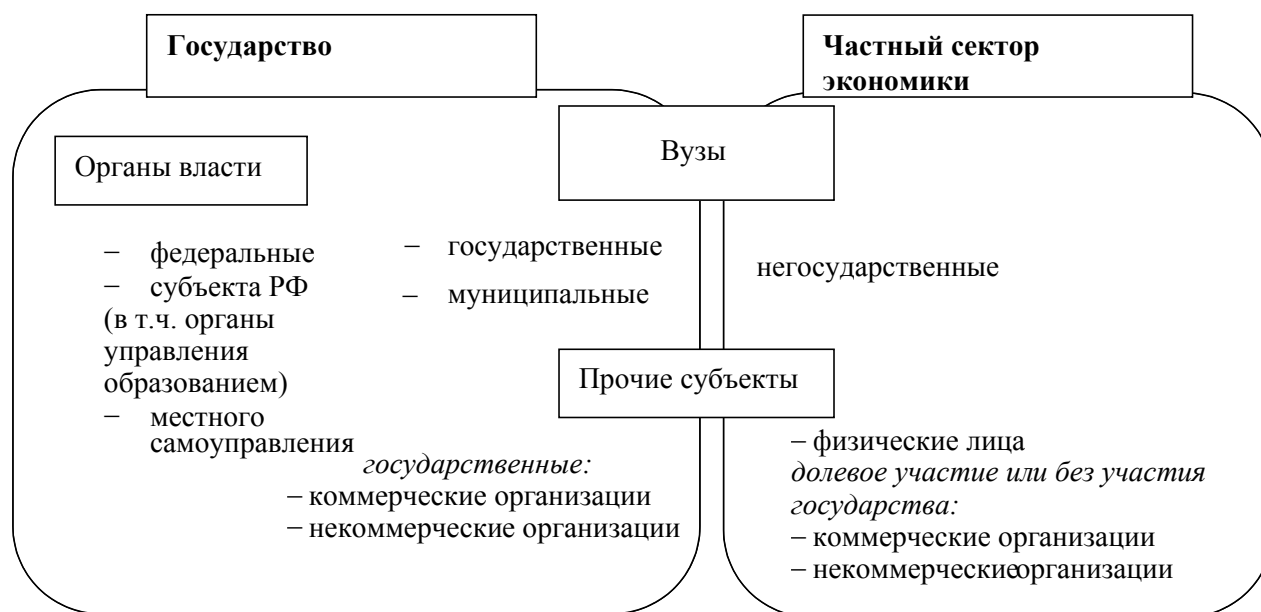 Государство
Частный сектор
экономики
Вузы
Органы власти
− федеральные
− субъекта РФ
(в т.ч. органы
управления
образованием)
− местного
самоуправления
− государственные
− муниципальные
негосударственные
Прочие субъекты
государственные:
− коммерческие организации
− некоммерческие организации
− физические лица
долевое участие или без участия
государства:
− коммерческие организации
− некоммерческиеорганизации